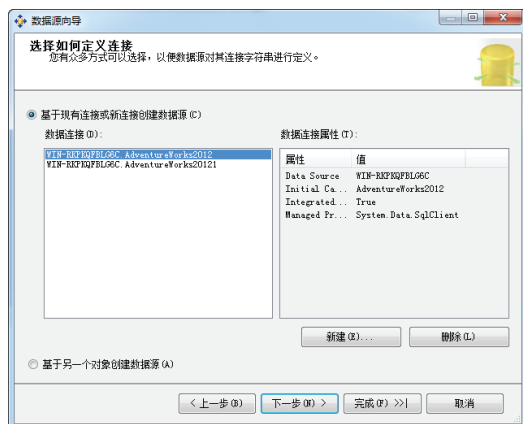 数据源向导
选择如何定义连接
您有众多方式可以选择，以便数据源对其连接字符串进行定义。
基于现有连接或新连接创建数据源(C)
数据连接(D):
WIN-RKPKQFBLG6C.AdventureWorks2012
WIN-RKPKQFBLG6C.AdventureWorks20121
数据连接属性(T):
属性 值
Data Source WIN-RKPKQFBLG6C
Initial Ca... AdventureWorks2012
Integrated... True
Managed Pr... System.Data.SqlClient
新建(E)... 删除(L)
基于另一个对象创建数据源(A)
< 上一步(B) 下一步(N) > 完成(F) >>| 取消